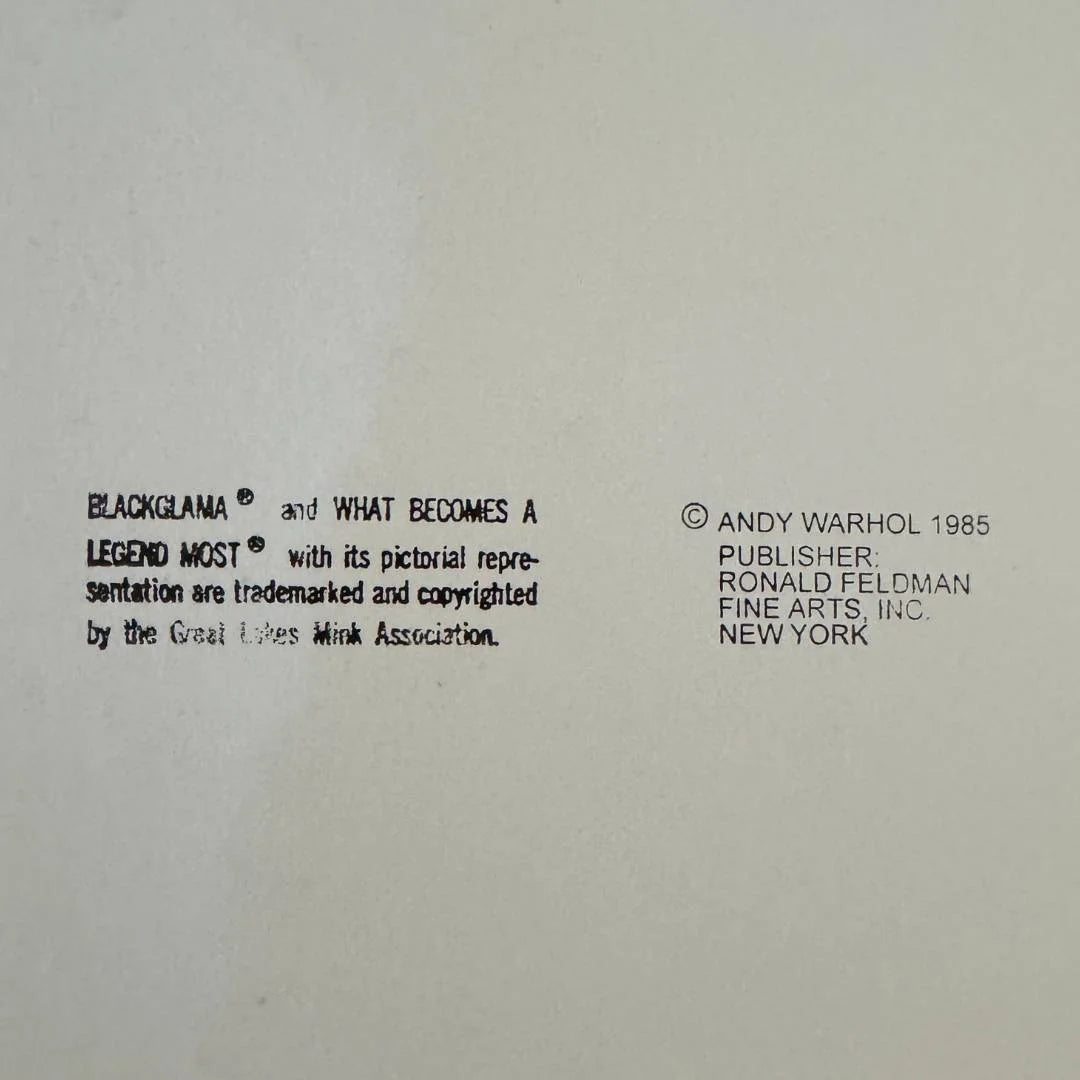 BLACKGLAMA® and WHAT BECOMES A
LEGEND MOST® with its pictorial repre-
sentation are trademarked and copyrighted
by the Great Lakes Mink Association.
© ANDY WARHOL 1985
PUBLISHER:
RONALD FELDMAN
FINE ARTS, INC.
NEW YORK